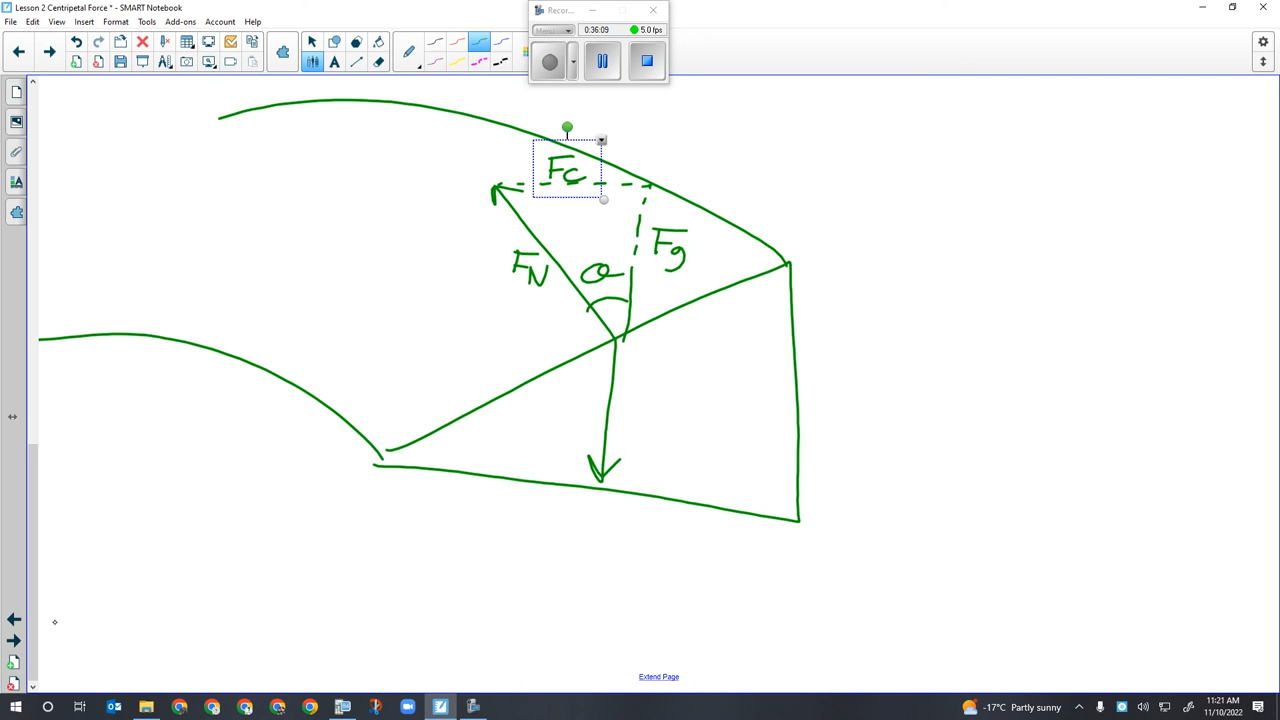 Lesson 2 Centripetal Force * - SMART Notebook
File Edit View Insert Format Tools Add-ons Account Help
Recor...
Menu
0:36:09 5.0 fps
Fc
Fg
FN
θ
Extend Page
-17°C Partly sunny
11:21 AM
11/10/2022